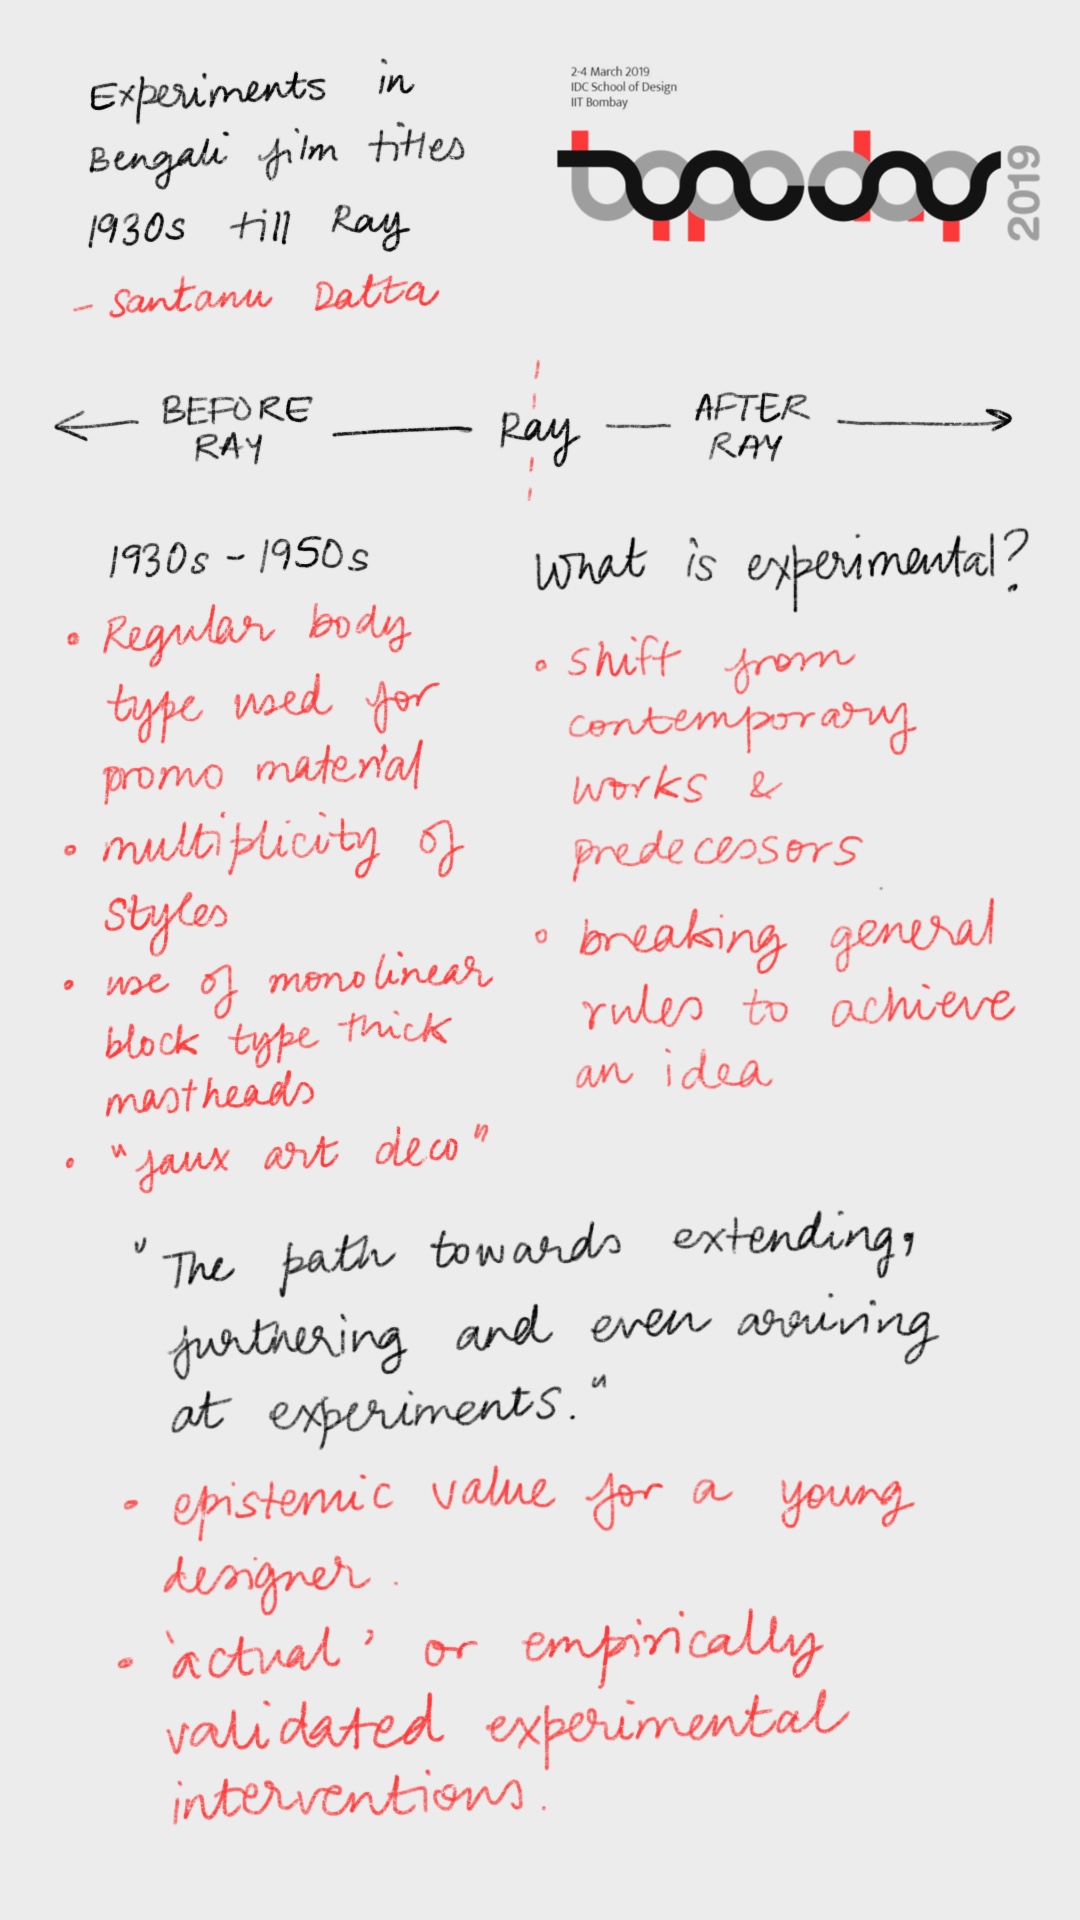 Experiments in
Bengali film titles
1930s till Ray
- Santanu Datta
2-4 March 2019
IDC School of Design
IIT Bombay
typoday
2019
BEFORE
RAY
Ray
AFTER
RAY
1930s - 1950s
• Regular body
type used for
promo material
• multiplicity of
styles
• use of monolinear
block type thick
mastheads
• "faux art deco"
What is experimental?
• shift from
contemporary
works &
predecessors
• breaking general
rules to achieve
an idea
"The path towards extending,
furthering and even arriving
at experiments."
• epistemic value for a young
designer.
• 'actual' or empirically
validated experimental
interventions.